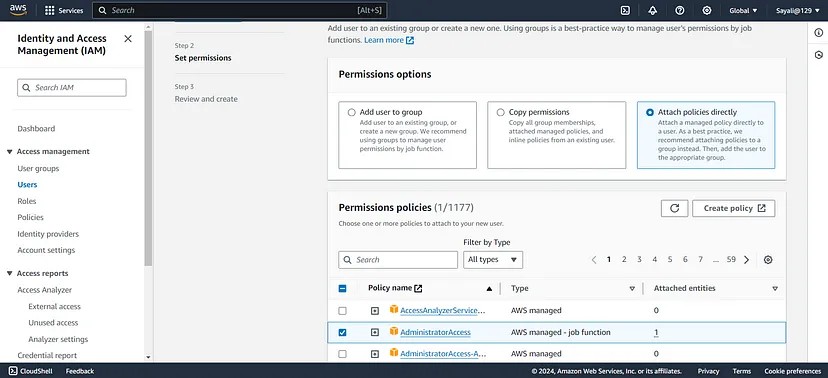 aws
Services
Search
[Alt+S]
Global
Sayali@129
Identity and Access
Management (IAM)
Search IAM
Dashboard
Access management
User groups
Users
Roles
Policies
Identity providers
Account settings
Access reports
Access Analyzer
External access
Unused access
Analyzer settings
Credential report
Step 2
Set permissions
Step 3
Review and create
Add user to an existing group or create a new one. Using groups is a best-practice way to manage user's permissions by job
functions. Learn more
Permissions options
Add user to group
Add user to an existing group, or
create a new group. We recommend
using groups to manage user
permissions by job function.
Copy permissions
Copy all group memberships,
attached managed policies, and
inline policies from an existing user.
Attach policies directly
Attach a managed policy directly to
a user. As a best practice, we
recommend attaching policies to a
group instead. Then, add the user to
the appropriate group.
Permissions policies (1/1177)
Create policy
Choose one or more policies to attach to your new user.
Filter by Type
Search
All types
1 2 3 4 5 6 7 ... 59
Policy name
Type
Attached entities
AccessAnalyzerService...
AWS managed
0
AdministratorAccess
AWS managed - job function
1
AdministratorAccess-A...
AWS managed
0
CloudShell
Feedback
© 2024, Amazon Web Services, Inc. or its affiliates.
Privacy
Terms
Cookie preferences